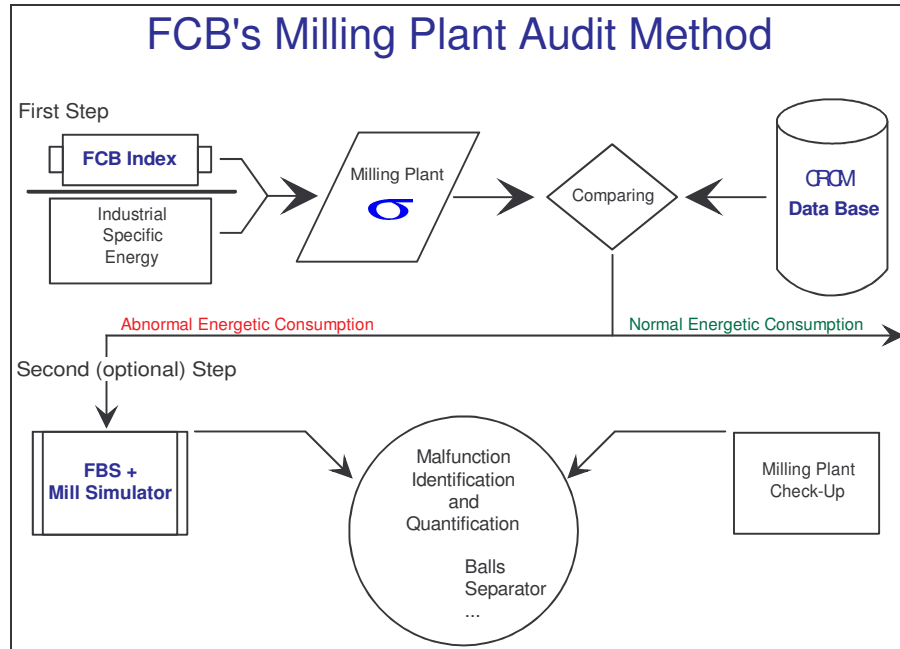 FCB's Milling Plant Audit Method
First Step
FCB Index
Industrial
Specific
Energy
Milling Plant
σ
Comparing
Data Base
Abnormal Energetic Consumption
Normal Energetic Consumption
Second (optional) Step
FBS +
Mill Simulator
Malfunction
Identification
and
Quantification
Balls
Separator
...
Milling Plant
Check-Up